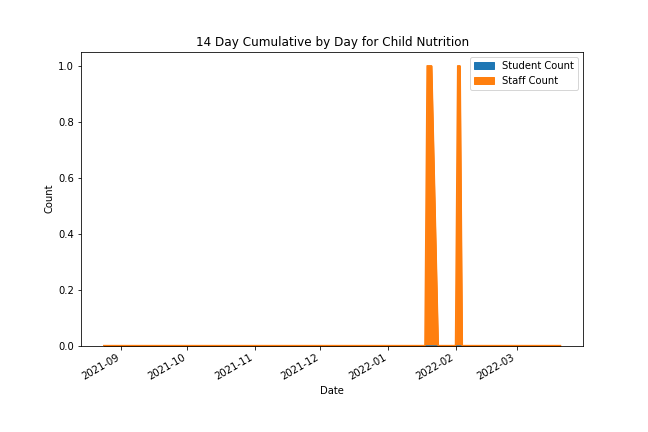 14 Day Cumulative by Day for Child Nutrition
Student Count
Staff Count
1.0
0.8
0.6
0.4
0.2
0.0
Count
2021-09
2021-10
2021-11
2021-12
2022-01
2022-02
2022-03
Date